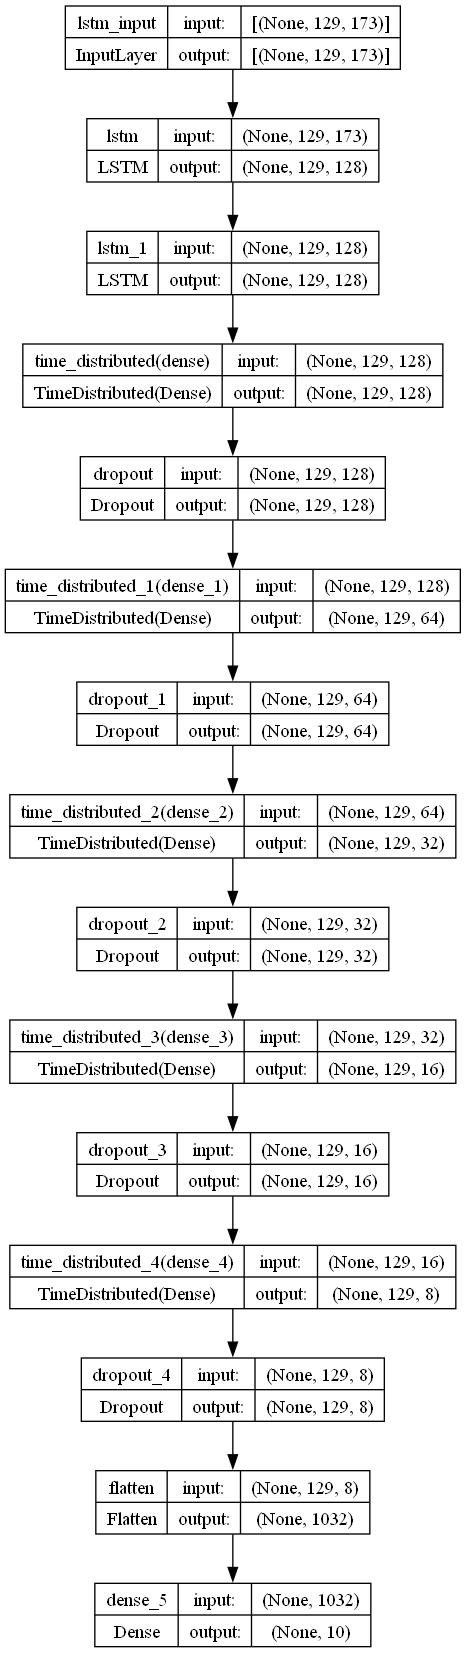 lstm_input input: [(None, 129, 173)]
InputLayer output: [(None, 129, 173)]
lstm input: (None, 129, 173)
LSTM output: (None, 129, 128)
lstm_1 input: (None, 129, 128)
LSTM output: (None, 129, 128)
time_distributed(dense) input: (None, 129, 128)
TimeDistributed(Dense) output: (None, 129, 128)
dropout input: (None, 129, 128)
Dropout output: (None, 129, 128)
time_distributed_1(dense_1) input: (None, 129, 128)
TimeDistributed(Dense) output: (None, 129, 64)
dropout_1 input: (None, 129, 64)
Dropout output: (None, 129, 64)
time_distributed_2(dense_2) input: (None, 129, 64)
TimeDistributed(Dense) output: (None, 129, 32)
dropout_2 input: (None, 129, 32)
Dropout output: (None, 129, 32)
time_distributed_3(dense_3) input: (None, 129, 32)
TimeDistributed(Dense) output: (None, 129, 16)
dropout_3 input: (None, 129, 16)
Dropout output: (None, 129, 16)
time_distributed_4(dense_4) input: (None, 129, 16)
TimeDistributed(Dense) output: (None, 129, 8)
dropout_4 input: (None, 129, 8)
Dropout output: (None, 129, 8)
flatten input: (None, 129, 8)
Flatten output: (None, 1032)
dense_5 input: (None, 1032)
Dense output: (None, 10)